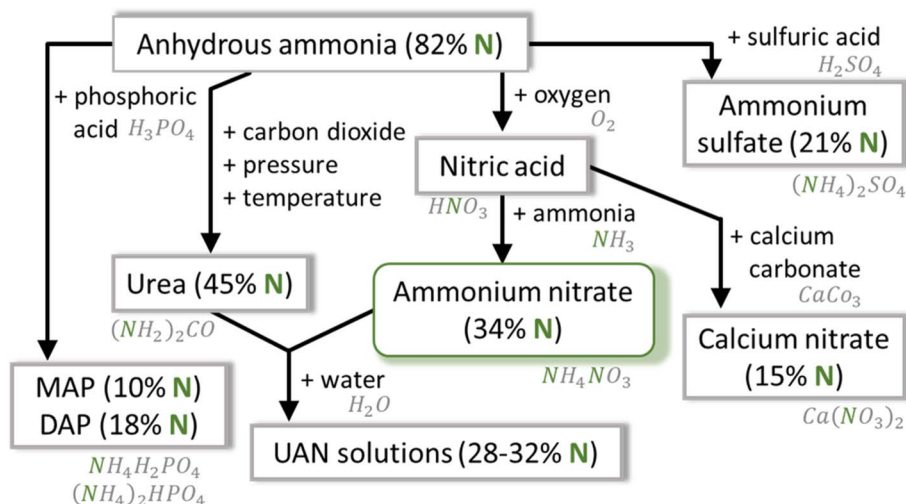 Anhydrous ammonia (82% N)
+ sulfuric acid
H₂SO₄
+ phosphoric
acid H₃PO₄
+ carbon dioxide
+ pressure
+ temperature
+ oxygen
O₂
Ammonium
sulfate (21% N)
(NH₄)₂SO₄
Nitric acid
HNO₃
+ ammonia
NH₃
+ calcium
carbonate
CaCo₃
Urea (45% N)
(NH₂)₂CO
Ammonium nitrate
(34% N)
NH₄NO₃
Calcium nitrate
(15% N)
Ca(NO₃)₂
MAP (10% N)
DAP (18% N)
NH₄H₂PO₄
(NH₄)₂HPO₄
+ water
H₂O
UAN solutions (28-32% N)